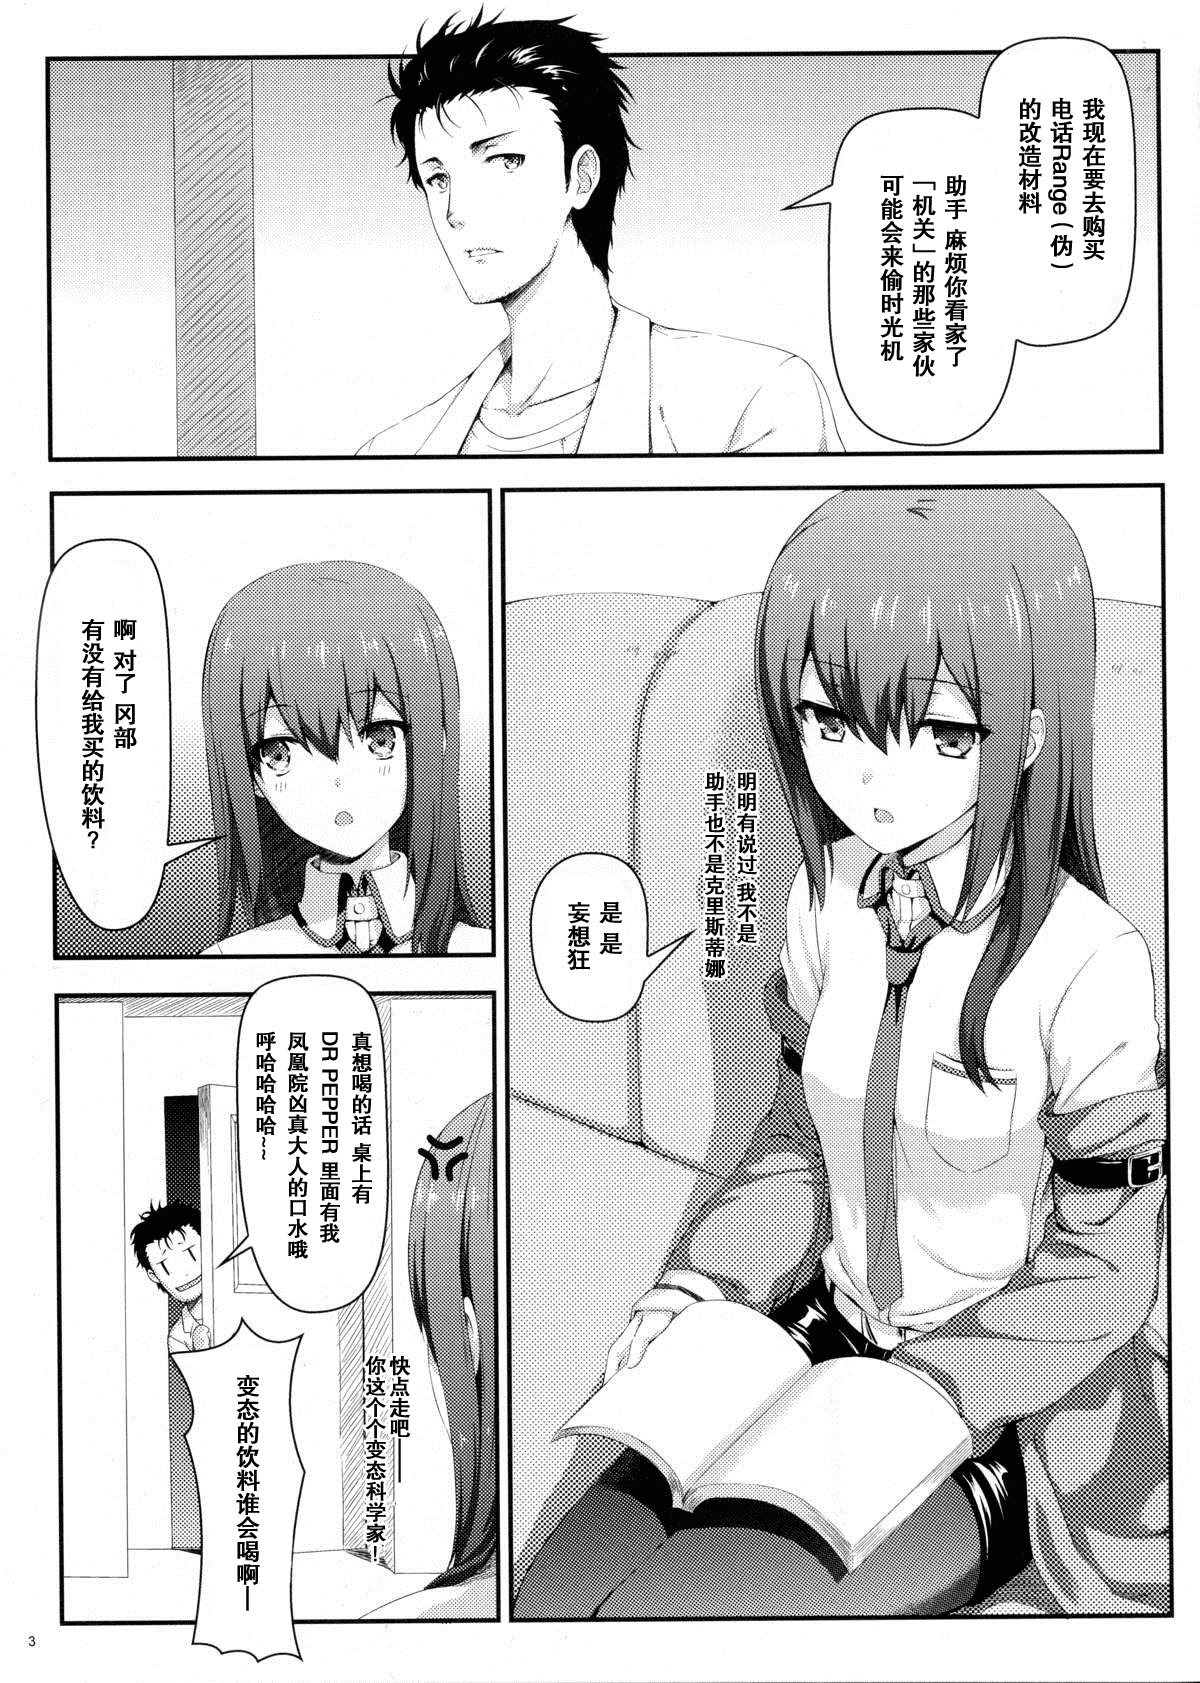 我现在要去购买
电话Range（伪）
的改造材料
助手 麻烦你看家了
「机关」的那些家伙
可能会来偷时光机
明明有说过 我不是
助手也不是克里斯蒂娜
是 是
妄想狂
啊 对了 冈部
有没有给我买的饮料？
真想喝的话 桌上有
DR PEPPER 里面有我
凤凰院凶真大人的口水哦
呼哈哈哈哈~~
变态的饮料谁会喝啊──
快点走吧──
你这个个变态科学家！
3